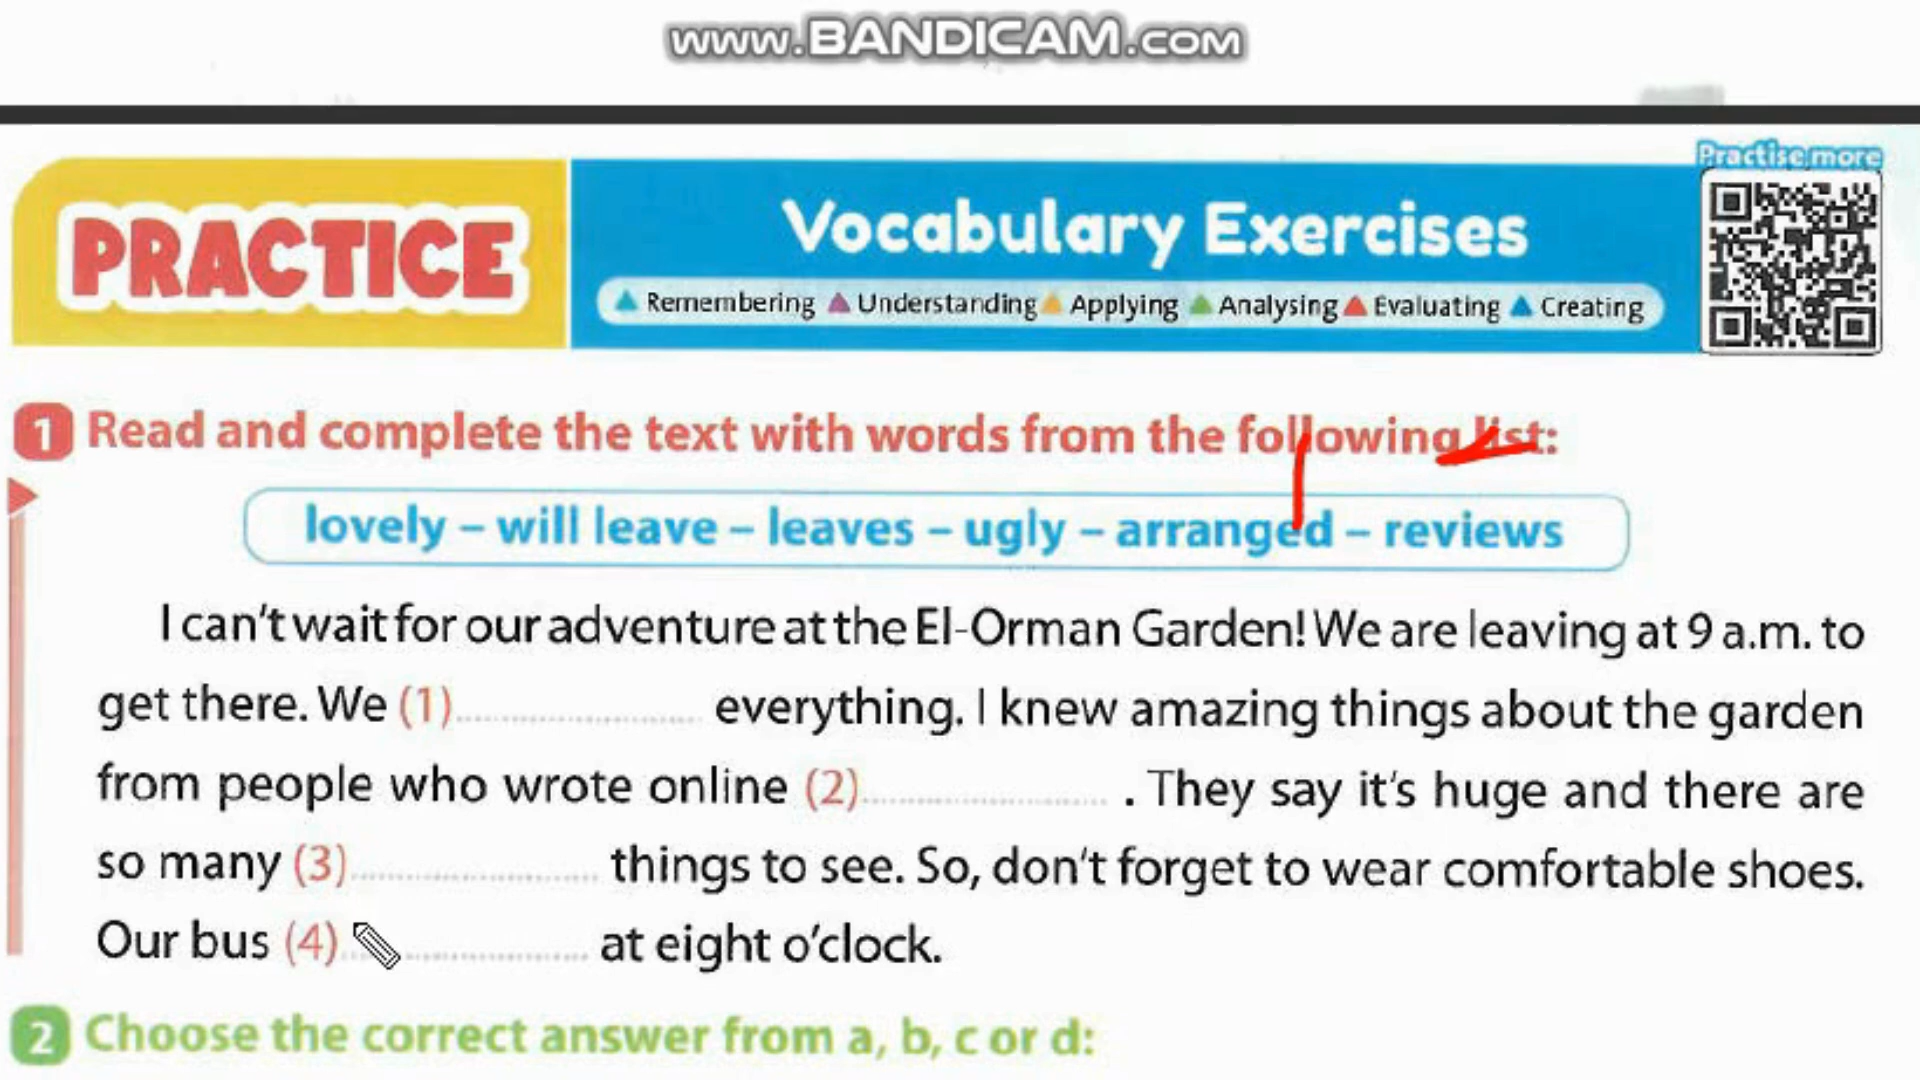 www.BANDICAM.com
Practise more
PRACTICE
Vocabulary Exercises
Remembering Understanding Applying Analysing Evaluating Creating
1 Read and complete the text with words from the following list:
lovely – will leave – leaves – ugly – arranged – reviews
I can't wait for our adventure at the El-Orman Garden! We are leaving at 9 a.m. to
get there. We (1).......................... everything. I knew amazing things about the garden
from people who wrote online (2).......................... . They say it's huge and there are
so many (3).......................... things to see. So, don't forget to wear comfortable shoes.
Our bus (4).......................... at eight o'clock.
2 Choose the correct answer from a, b, c or d: